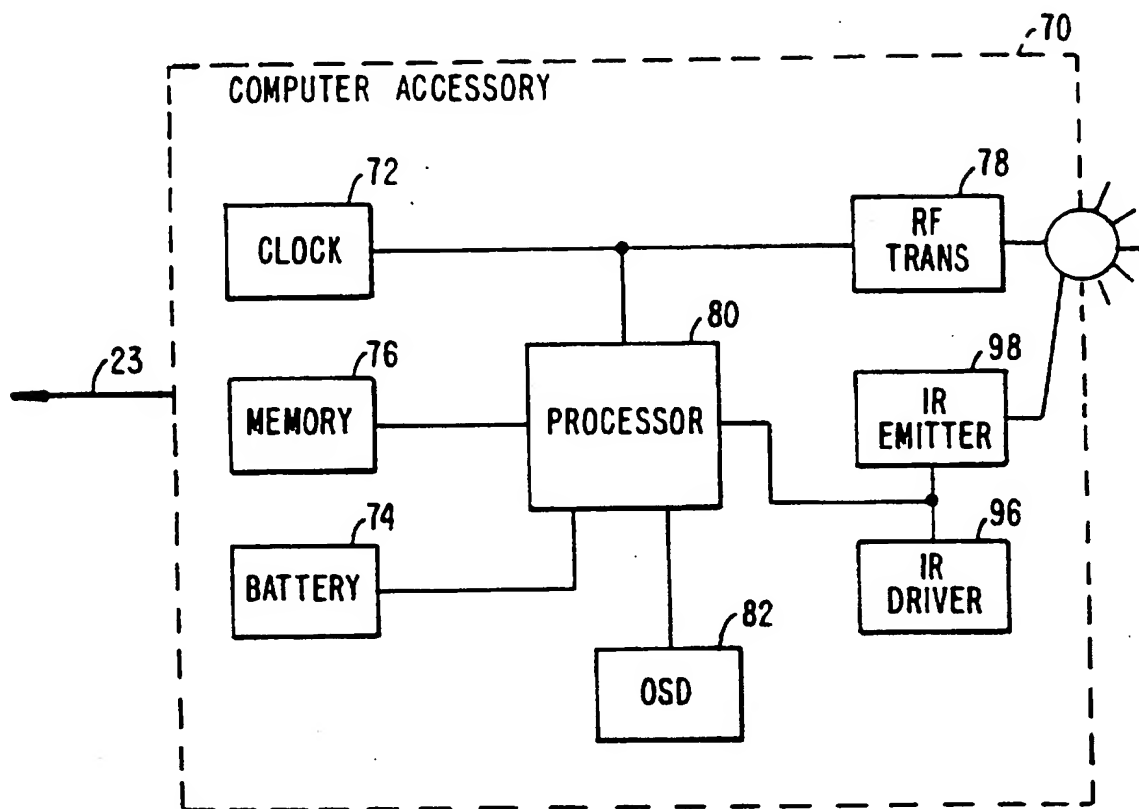 70
COMPUTER ACCESSORY
72
CLOCK
78
RF
TRANS
80
PROCESSOR
23
76
MEMORY
98
IR
EMITTER
74
BATTERY
96
IR
DRIVER
82
OSD